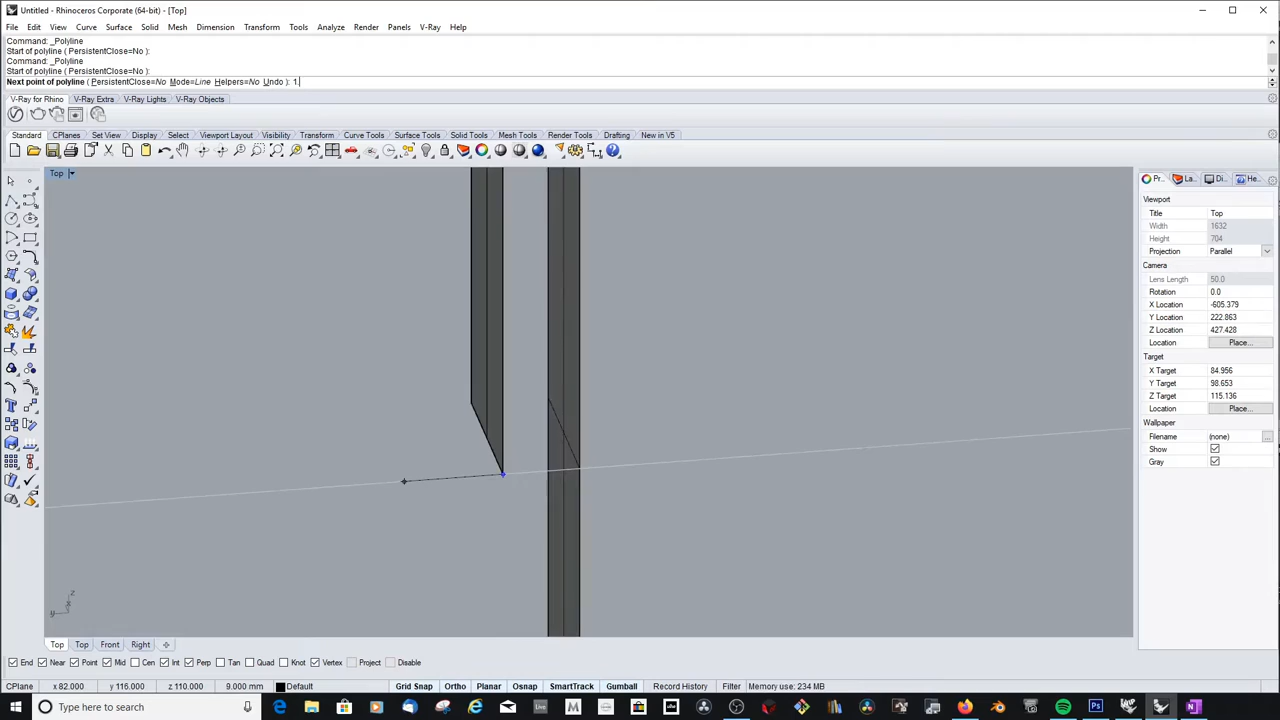 Untitled - Rhinoceros Corporate (64-bit) - [Top]
File Edit View Curve Surface Solid Mesh Dimension Transform Tools Analyze Render Panels V-Ray Help
Command: _Polyline
Start of polyline ( PersistentClose=No ):
Command: _Polyline
Start of polyline ( PersistentClose=No ):
Next point of polyline ( PersistentClose=No Mode=Line Helpers=No Undo ): 1
V-Ray for Rhino V-Ray Extra V-Ray Lights V-Ray Objects
Standard CPlanes Set View Display Select Viewport Layout Visibility Transform Curve Tools Surface Tools Solid Tools Mesh Tools Render Tools Drafting New in V5
Top
Pr... La... Di... He...
Viewport
Title Top
Width 1632
Height 704
Projection Parallel
Camera
Lens Length 50.0
Rotation 0.0
X Location -605.379
Y Location 222.863
Z Location 427.428
Location Place...
Target
X Target 84.956
Y Target 98.653
Z Target 115.136
Location Place...
Wallpaper
Filename (none) ...
Show
Gray
z
x
y
Top Top Front Right
End Near Point Mid Cen Int Perp Tan Quad Knot Vertex Project Disable
CPlane x 82.000 y 116.000 z 110.000 9.000 mm Default Grid Snap Ortho Planar Osnap SmartTrack Gumball Record History Filter Memory use: 234 MB
Type here to search